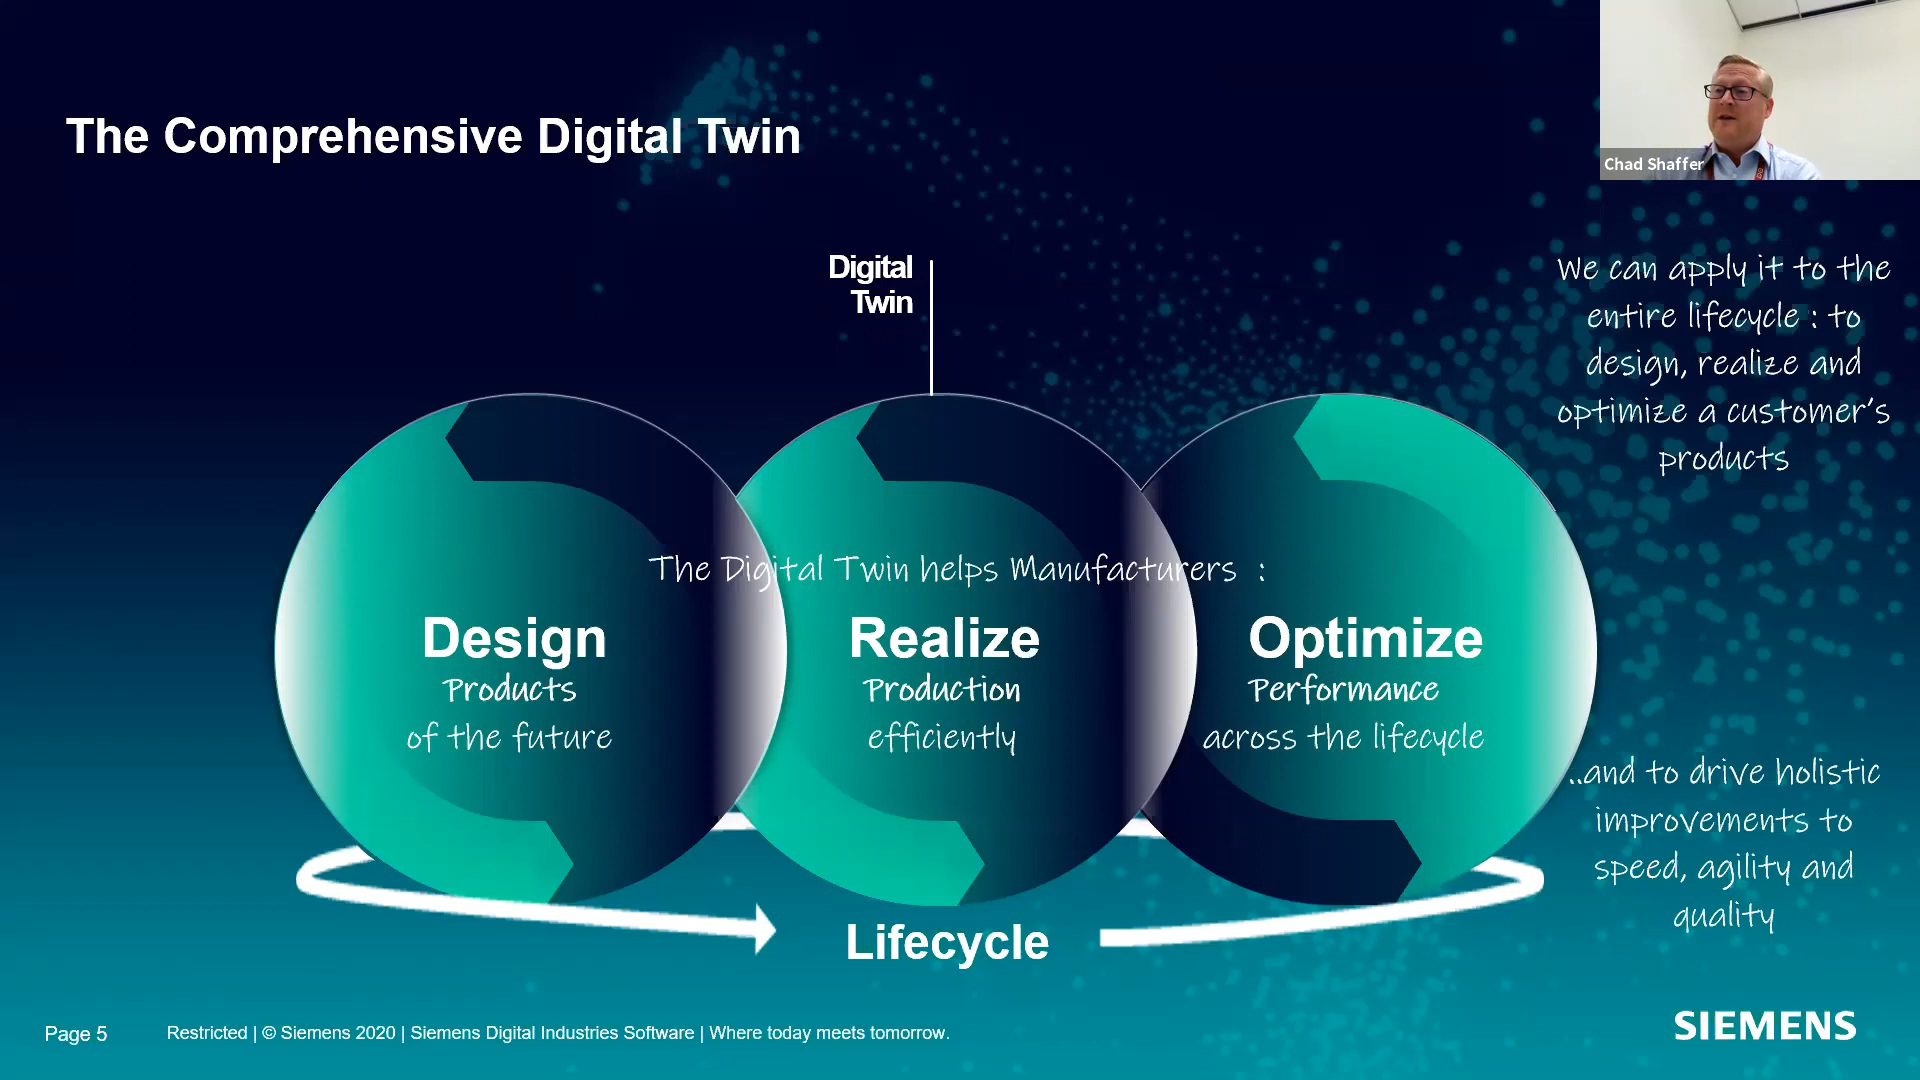 The Comprehensive Digital Twin
Chad Shaffer
Digital
Twin
We can apply it to the
entire lifecycle : to
design, realize and
optimize a customer's
products
The Digital Twin helps Manufacturers :
Design
Products
of the future
Realize
Production
efficiently
Optimize
Performance
across the lifecycle
..and to drive holistic
improvements to
speed, agility and
quality
Lifecycle
Page 5
Restricted | © Siemens 2020 | Siemens Digital Industries Software | Where today meets tomorrow.
SIEMENS